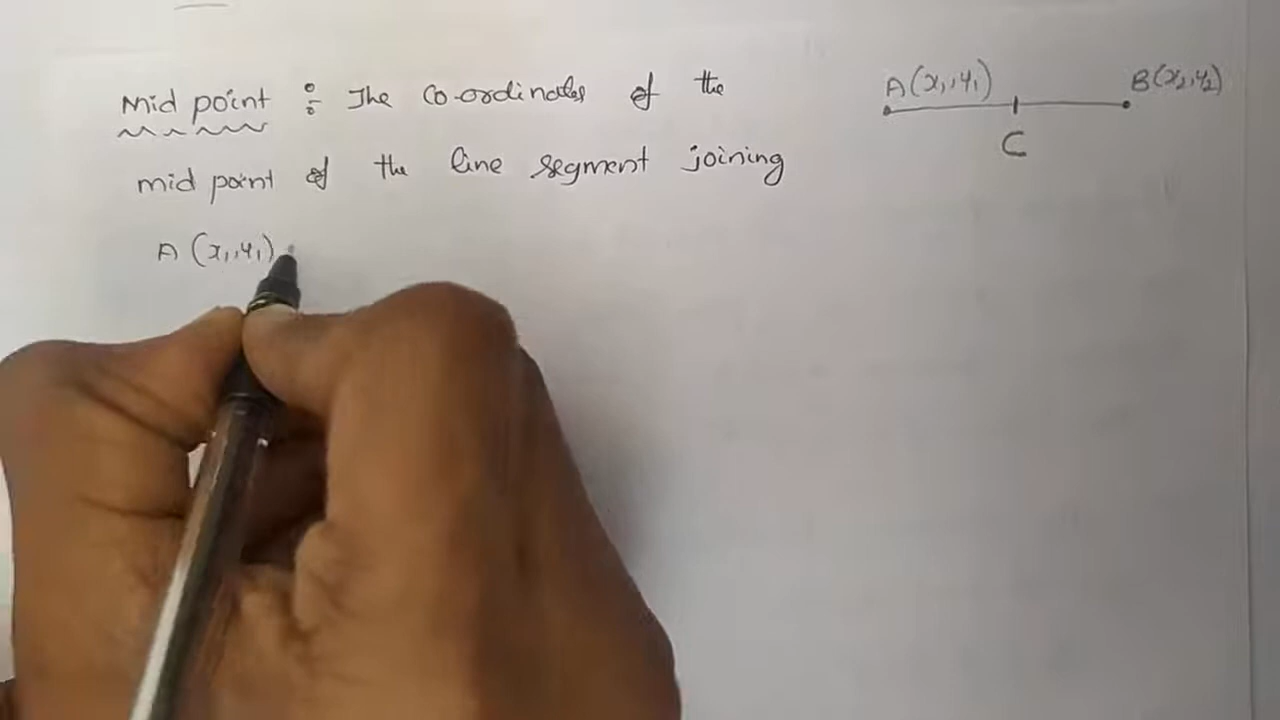 Mid point : The Co-ordinates of the
mid point of the line segment joining
A (x₁, y₁)
A(x₁, y₁)
B(x₂, y₂)
C